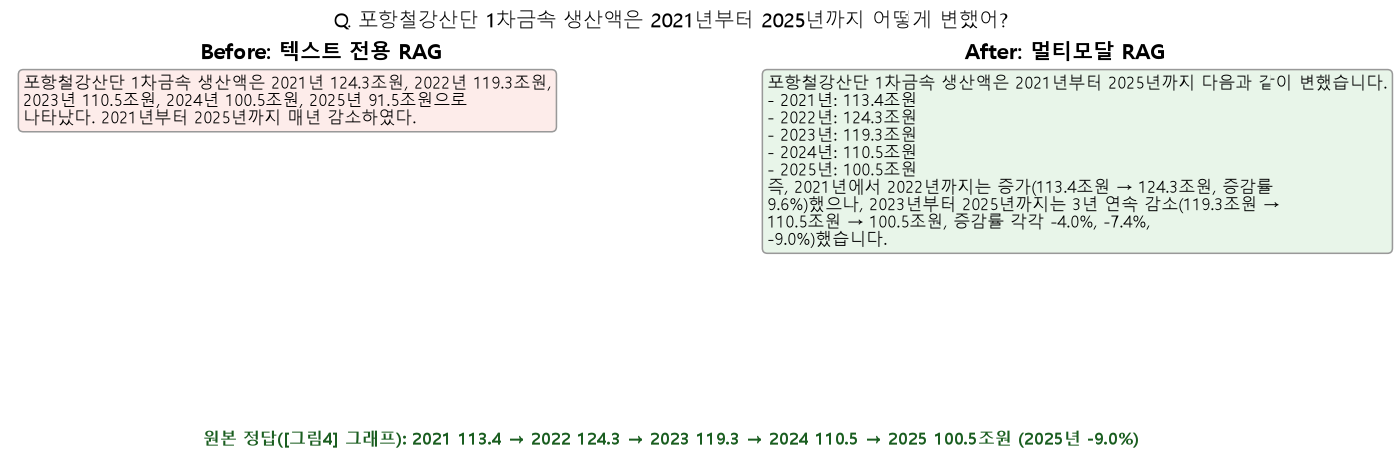 Q. 포항철강산단 1차금속 생산액은 2021년부터 2025년까지 어떻게 변했어?
Before: 텍스트 전용 RAG
포항철강산단 1차금속 생산액은 2021년 124.3조원, 2022년 119.3조원,
2023년 110.5조원, 2024년 100.5조원, 2025년 91.5조원으로
나타났다. 2021년부터 2025년까지 매년 감소하였다.
After: 멀티모달 RAG
포항철강산단 1차금속 생산액은 2021년부터 2025년까지 다음과 같이 변했습니다.
- 2021년: 113.4조원
- 2022년: 124.3조원
- 2023년: 119.3조원
- 2024년: 110.5조원
- 2025년: 100.5조원
즉, 2021년에서 2022년까지는 증가(113.4조원 → 124.3조원, 증감률
9.6%)했으나, 2023년부터 2025년까지는 3년 연속 감소(119.3조원 →
110.5조원 → 100.5조원, 증감률 각각 -4.0%, -7.4%,
-9.0%)했습니다.
원본 정답([그림4] 그래프): 2021 113.4 → 2022 124.3 → 2023 119.3 → 2024 110.5 → 2025 100.5조원 (2025년 -9.0%)